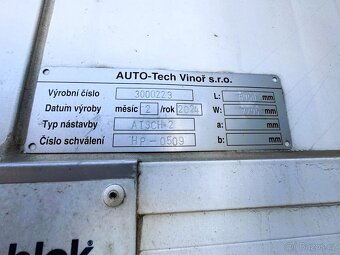 AUTO-Tech Vinoř s.r.o.
Výrobní číslo 3000223 L: mm
Datum výroby měsíc 2 /rok 2024 W: mm
Typ nástavby ATSCH-2 a: mm
Číslo schválení HP-0509 b: mm